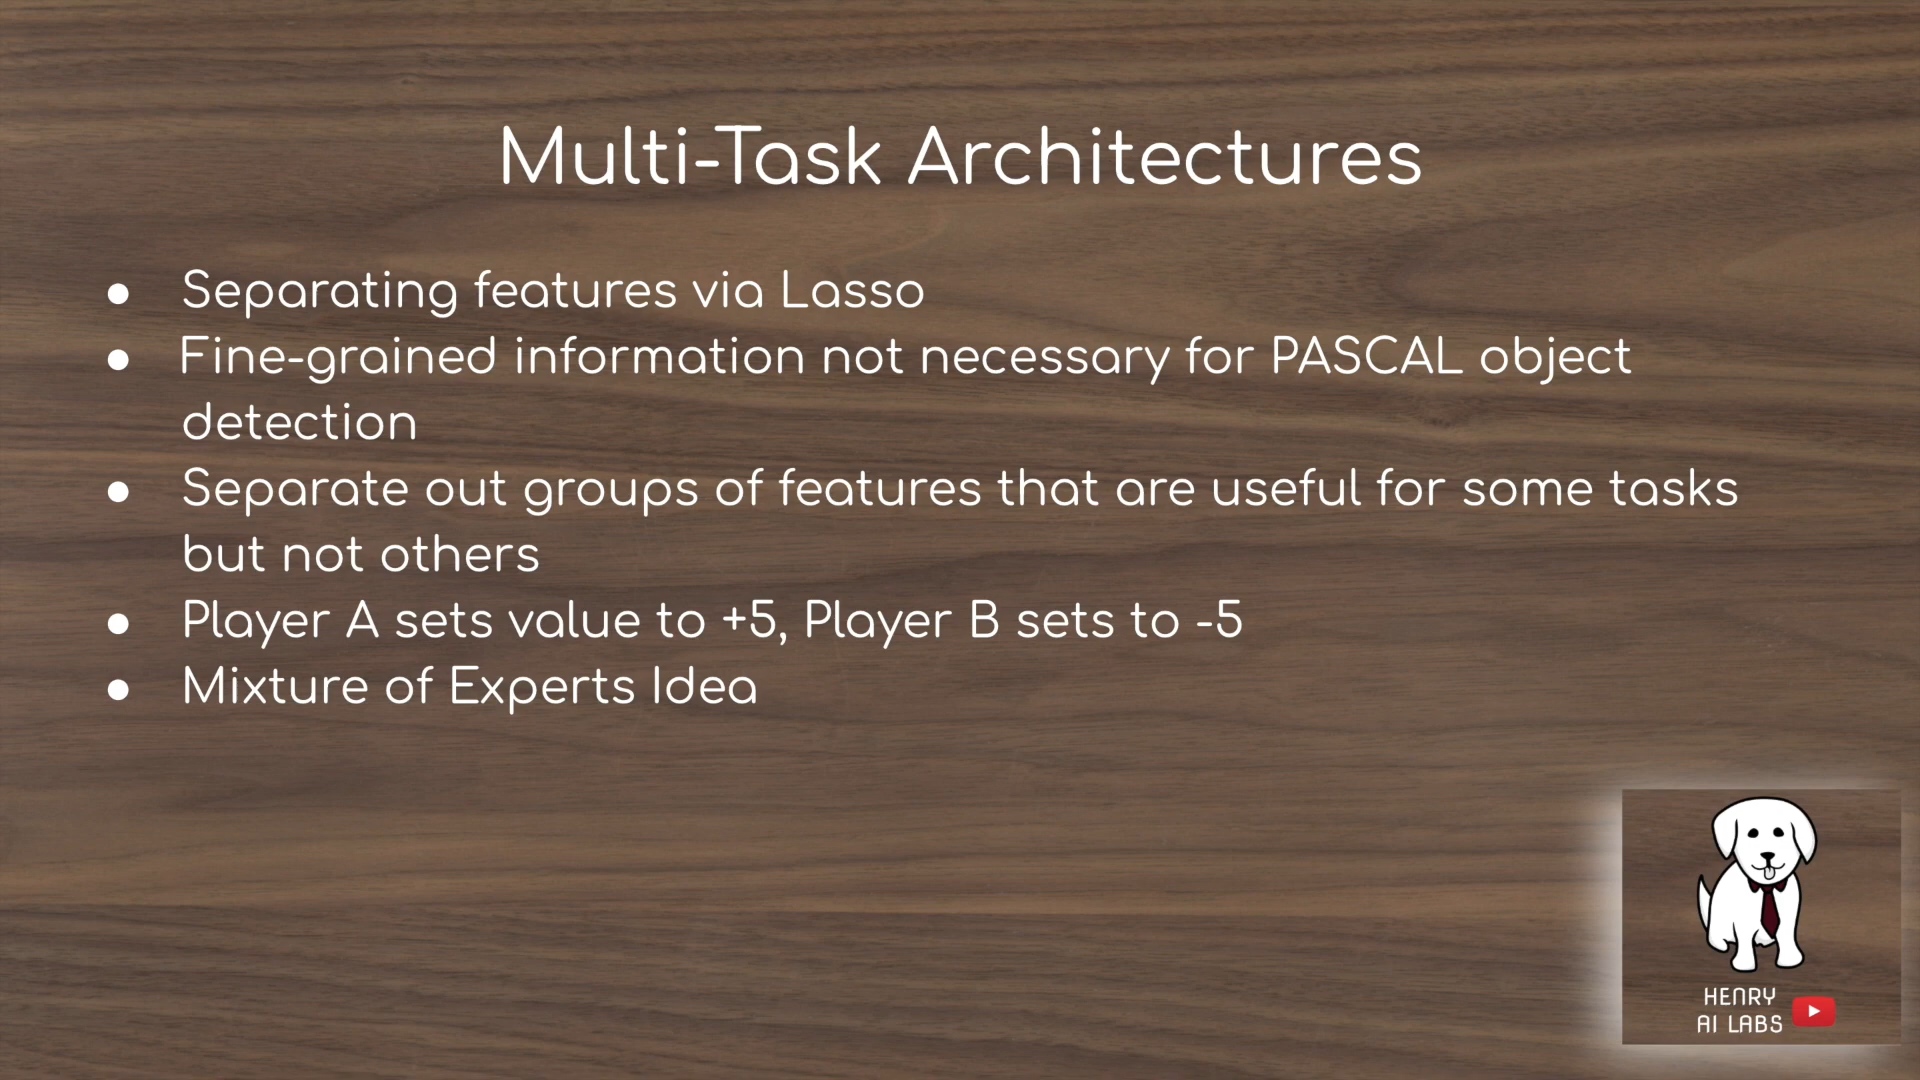 Multi-Task Architectures
● Separating features via Lasso
● Fine-grained information not necessary for PASCAL object
detection
● Separate out groups of features that are useful for some tasks
but not others
● Player A sets value to +5, Player B sets to -5
● Mixture of Experts Idea
HENRY
AI LABS